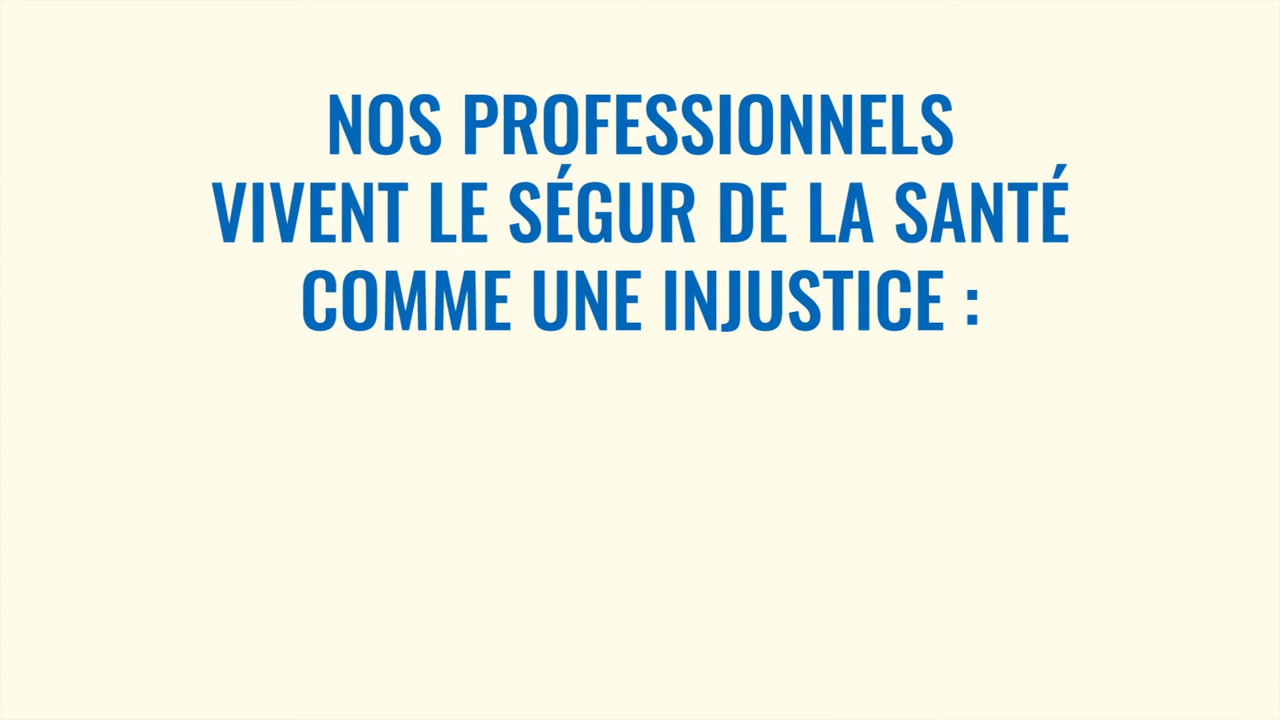 NOS PROFESSIONNELS
VIVENT LE SÉGUR DE LA SANTÉ
COMME UNE INJUSTICE :